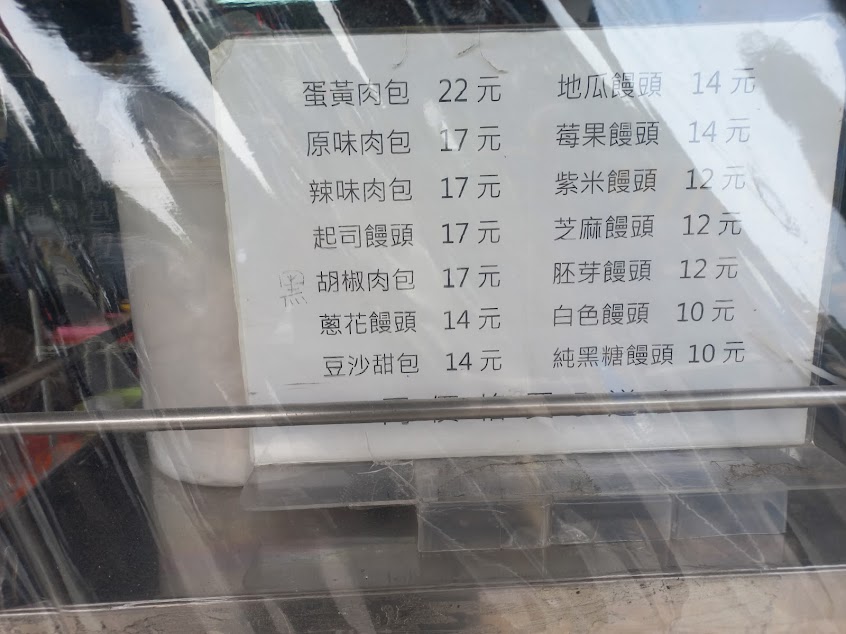 蛋黃肉包 22元
原味肉包 17元
辣味肉包 17元
起司饅頭 17元
黑胡椒肉包 17元
蔥花饅頭 14元
豆沙甜包 14元
地瓜饅頭 14元
莓果饅頭 14元
紫米饅頭 12元
芝麻饅頭 12元
胚芽饅頭 12元
白色饅頭 10元
純黑糖饅頭 10元